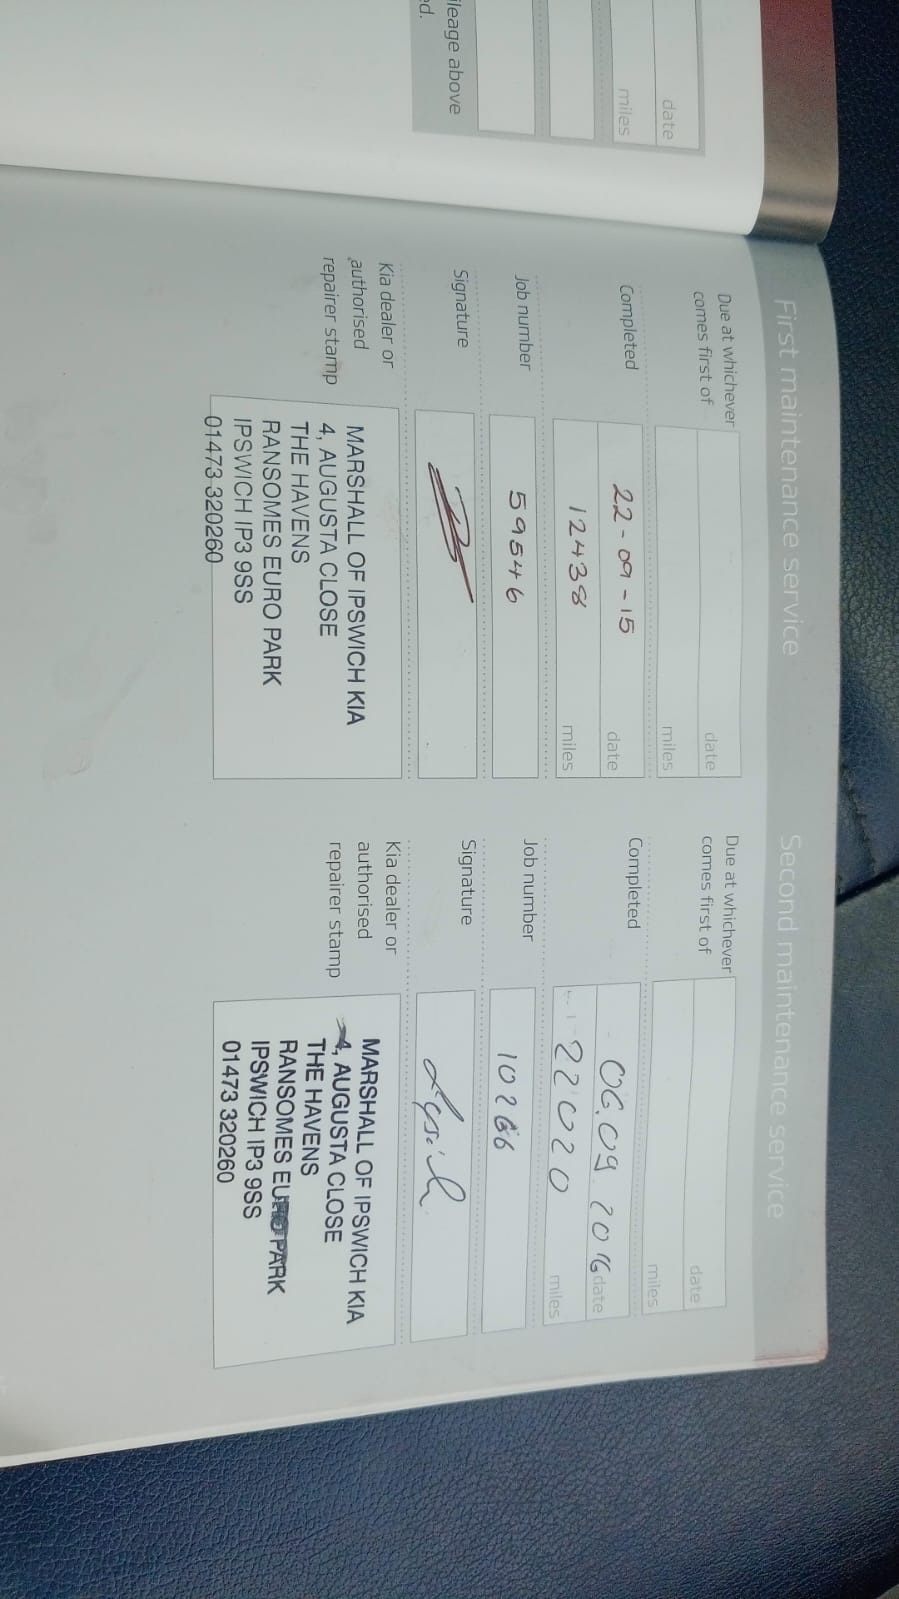 date
miles
ileage above
ed.
First maintenance service
Due at whichever
comes first of
date
miles
Completed
22-09-15 date
12438 miles
Job number
59546
Signature
Kia dealer or
authorised
repairer stamp
MARSHALL OF IPSWICH KIA
4, AUGUSTA CLOSE
THE HAVENS
RANSOMES EURO PARK
IPSWICH IP3 9SS
01473 320260
Second maintenance service
Due at whichever
comes first of
date
miles
Completed
06.09.2016 date
22020 miles
Job number
Signature
Kia dealer or
authorised
repairer stamp
MARSHALL OF IPSWICH KIA
4, AUGUSTA CLOSE
THE HAVENS
RANSOMES EURO PARK
IPSWICH IP3 9SS
01473 320260